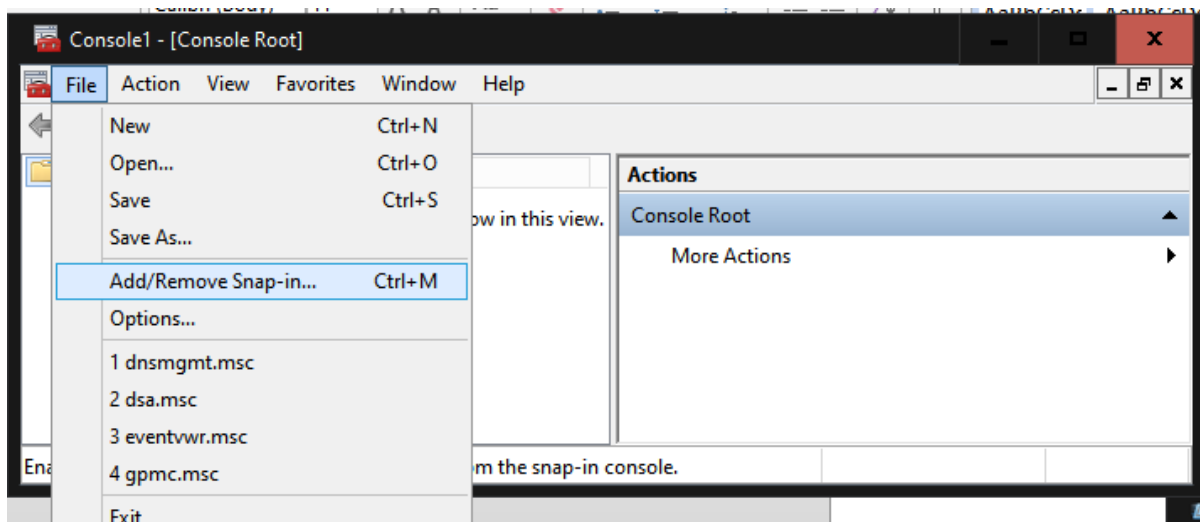 Console1 - [Console Root]
File Action View Favorites Window Help
New Ctrl+N
Open... Ctrl+O
Save Ctrl+S
Save As...
Add/Remove Snap-in... Ctrl+M
Options...
1 dnsmgmt.msc
2 dsa.msc
3 eventvwr.msc
4 gpmc.msc
Exit
in this view.
Actions
Console Root
More Actions
the snap-in console.